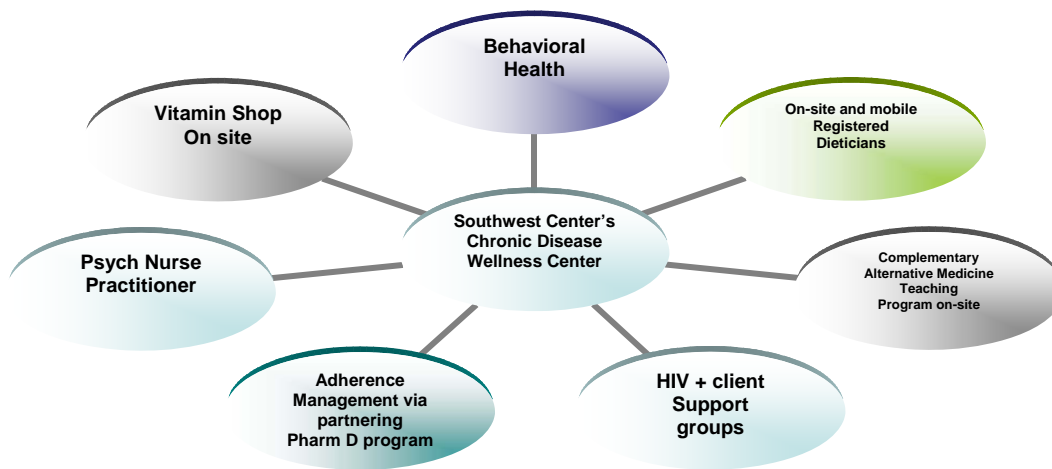 Behavioral
Health
Vitamin Shop
On site
On-site and mobile
Registered
Dieticians
Southwest Center’s
Chronic Disease
Wellness Center
Psych Nurse
Practitioner
Complementary
Alternative Medicine
Teaching
Program on-site
Adherence
Management via
partnering
Pharm D program
HIV + client
Support
groups